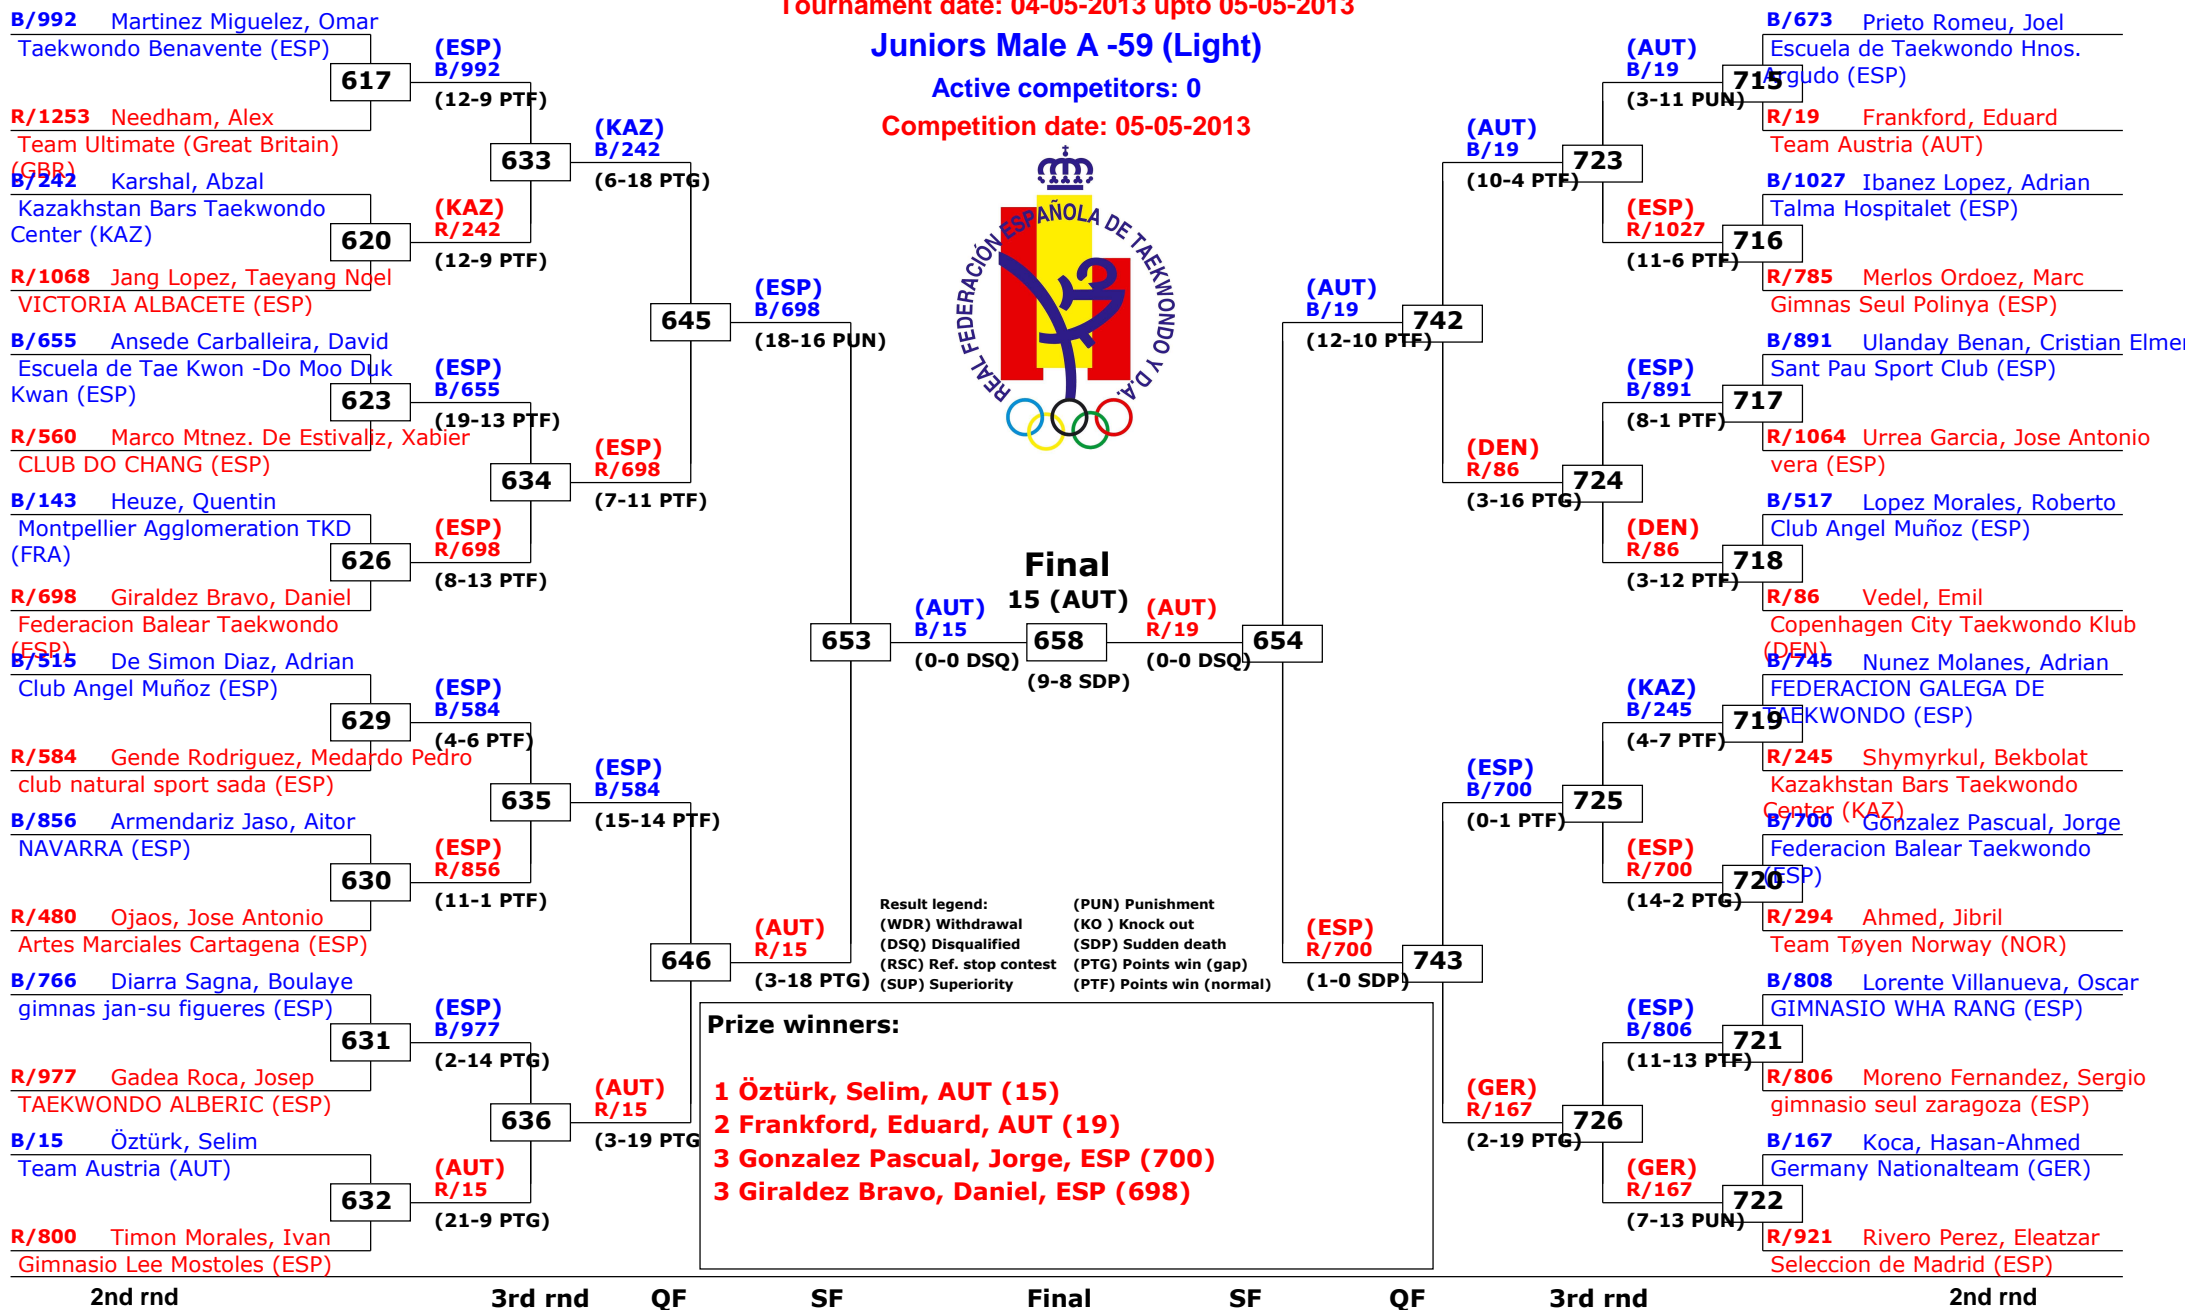 Tournament date: 04-05-2013 upto 05-05-2013
Juniors Male A -59 (Light)
Active competitors: 0
Competition date: 05-05-2013
REAL FEDERACIÓN ESPAÑOLA DE TAEKWONDO Y D.A.
B/992 Martinez Miguelez, Omar
Taekwondo Benavente (ESP)
617
R/1253 Needham, Alex
Team Ultimate (Great Britain)
(GBR)
B/242 Karshal, Abzal
Kazakhstan Bars Taekwondo
Center (KAZ)
620
R/1068 Jang Lopez, Taeyang Noel
VICTORIA ALBACETE (ESP)
B/655 Ansede Carballeira, David
Escuela de Tae Kwon -Do Moo Duk
Kwan (ESP)
623
R/560 Marco Mtnez. De Estivaliz, Xabier
CLUB DO CHANG (ESP)
B/143 Heuze, Quentin
Montpellier Agglomeration TKD
(FRA)
626
R/698 Giraldez Bravo, Daniel
Federacion Balear Taekwondo
(ESP)
B/515 De Simon Diaz, Adrian
Club Angel Muñoz (ESP)
629
R/584 Gende Rodriguez, Medardo Pedro
club natural sport sada (ESP)
B/856 Armendariz Jaso, Aitor
NAVARRA (ESP)
630
R/480 Ojaos, Jose Antonio
Artes Marciales Cartagena (ESP)
B/766 Diarra Sagna, Boulaye
gimnas jan-su figueres (ESP)
631
R/977 Gadea Roca, Josep
TAEKWONDO ALBERIC (ESP)
B/15 Öztürk, Selim
Team Austria (AUT)
632
R/800 Timon Morales, Ivan
Gimnasio Lee Mostoles (ESP)
(ESP)
B/992
(12-9 PTF)
633
(KAZ)
R/242
(12-9 PTF)
(ESP)
B/655
(19-13 PTF)
634
(ESP)
R/698
(8-13 PTF)
(ESP)
B/584
(4-6 PTF)
635
(ESP)
R/856
(11-1 PTF)
(ESP)
B/977
(2-14 PTG)
636
(AUT)
R/15
(21-9 PTG)
(KAZ)
B/242
(6-18 PTG)
645
(ESP)
R/698
(7-11 PTF)
(ESP)
B/584
(15-14 PTF)
646
(AUT)
R/15
(3-19 PTG
(ESP)
B/698
(18-16 PUN)
653
(AUT)
R/15
(3-18 PTG)
(AUT)
B/15
(0-0 DSQ)
Final
15 (AUT)
658
(9-8 SDP)
(AUT)
R/19
(0-0 DSQ)
654
(AUT)
B/19
(12-10 PTF)
742
(ESP)
R/700
(1-0 SDP)
743
(AUT)
B/19
(10-4 PTF)
723
(DEN)
R/86
(3-16 PTG)
724
(ESP)
B/700
(0-1 PTF)
725
(GER)
R/167
(2-19 PTG)
726
(AUT)
B/19
(3-11 PUN)
(ESP)
R/1027
(11-6 PTF)
(ESP)
B/891
(8-1 PTF)
(DEN)
R/86
(3-12 PTF)
(KAZ)
B/245
(4-7 PTF)
(ESP)
R/700
(14-2 PTG)
(ESP)
B/806
(11-13 PTF)
(GER)
R/167
(7-13 PUN)
B/673 Prieto Romeu, Joel
Escuela de Taekwondo Hnos.
Argudo (ESP)
715
R/19 Frankford, Eduard
Team Austria (AUT)
B/1027 Ibanez Lopez, Adrian
Talma Hospitalet (ESP)
716
R/785 Merlos Ordoez, Marc
Gimnas Seul Polinya (ESP)
B/891 Ulanday Benan, Cristian Elmer
Sant Pau Sport Club (ESP)
717
R/1064 Urrea Garcia, Jose Antonio
vera (ESP)
B/517 Lopez Morales, Roberto
Club Angel Muñoz (ESP)
718
R/86 Vedel, Emil
Copenhagen City Taekwondo Klub
(DEN)
B/745 Nunez Molanes, Adrian
FEDERACION GALEGA DE
TAEKWONDO (ESP)
719
R/245 Shymyrkul, Bekbolat
Kazakhstan Bars Taekwondo
Center (KAZ)
B/700 Gonzalez Pascual, Jorge
Federacion Balear Taekwondo
(ESP)
720
R/294 Ahmed, Jibril
Team Tøyen Norway (NOR)
B/808 Lorente Villanueva, Oscar
GIMNASIO WHA RANG (ESP)
721
R/806 Moreno Fernandez, Sergio
gimnasio seul zaragoza (ESP)
B/167 Koca, Hasan-Ahmed
Germany Nationalteam (GER)
722
R/921 Rivero Perez, Eleatzar
Seleccion de Madrid (ESP)
Result legend: (PUN) Punishment
(WDR) Withdrawal (KO ) Knock out
(DSQ) Disqualified (SDP) Sudden death
(RSC) Ref. stop contest (PTG) Points win (gap)
(SUP) Superiority (PTF) Points win (normal)
Prize winners:
1 Öztürk, Selim, AUT (15)
2 Frankford, Eduard, AUT (19)
3 Gonzalez Pascual, Jorge, ESP (700)
3 Giraldez Bravo, Daniel, ESP (698)
2nd rnd 3rd rnd QF SF Final SF QF 3rd rnd 2nd rnd